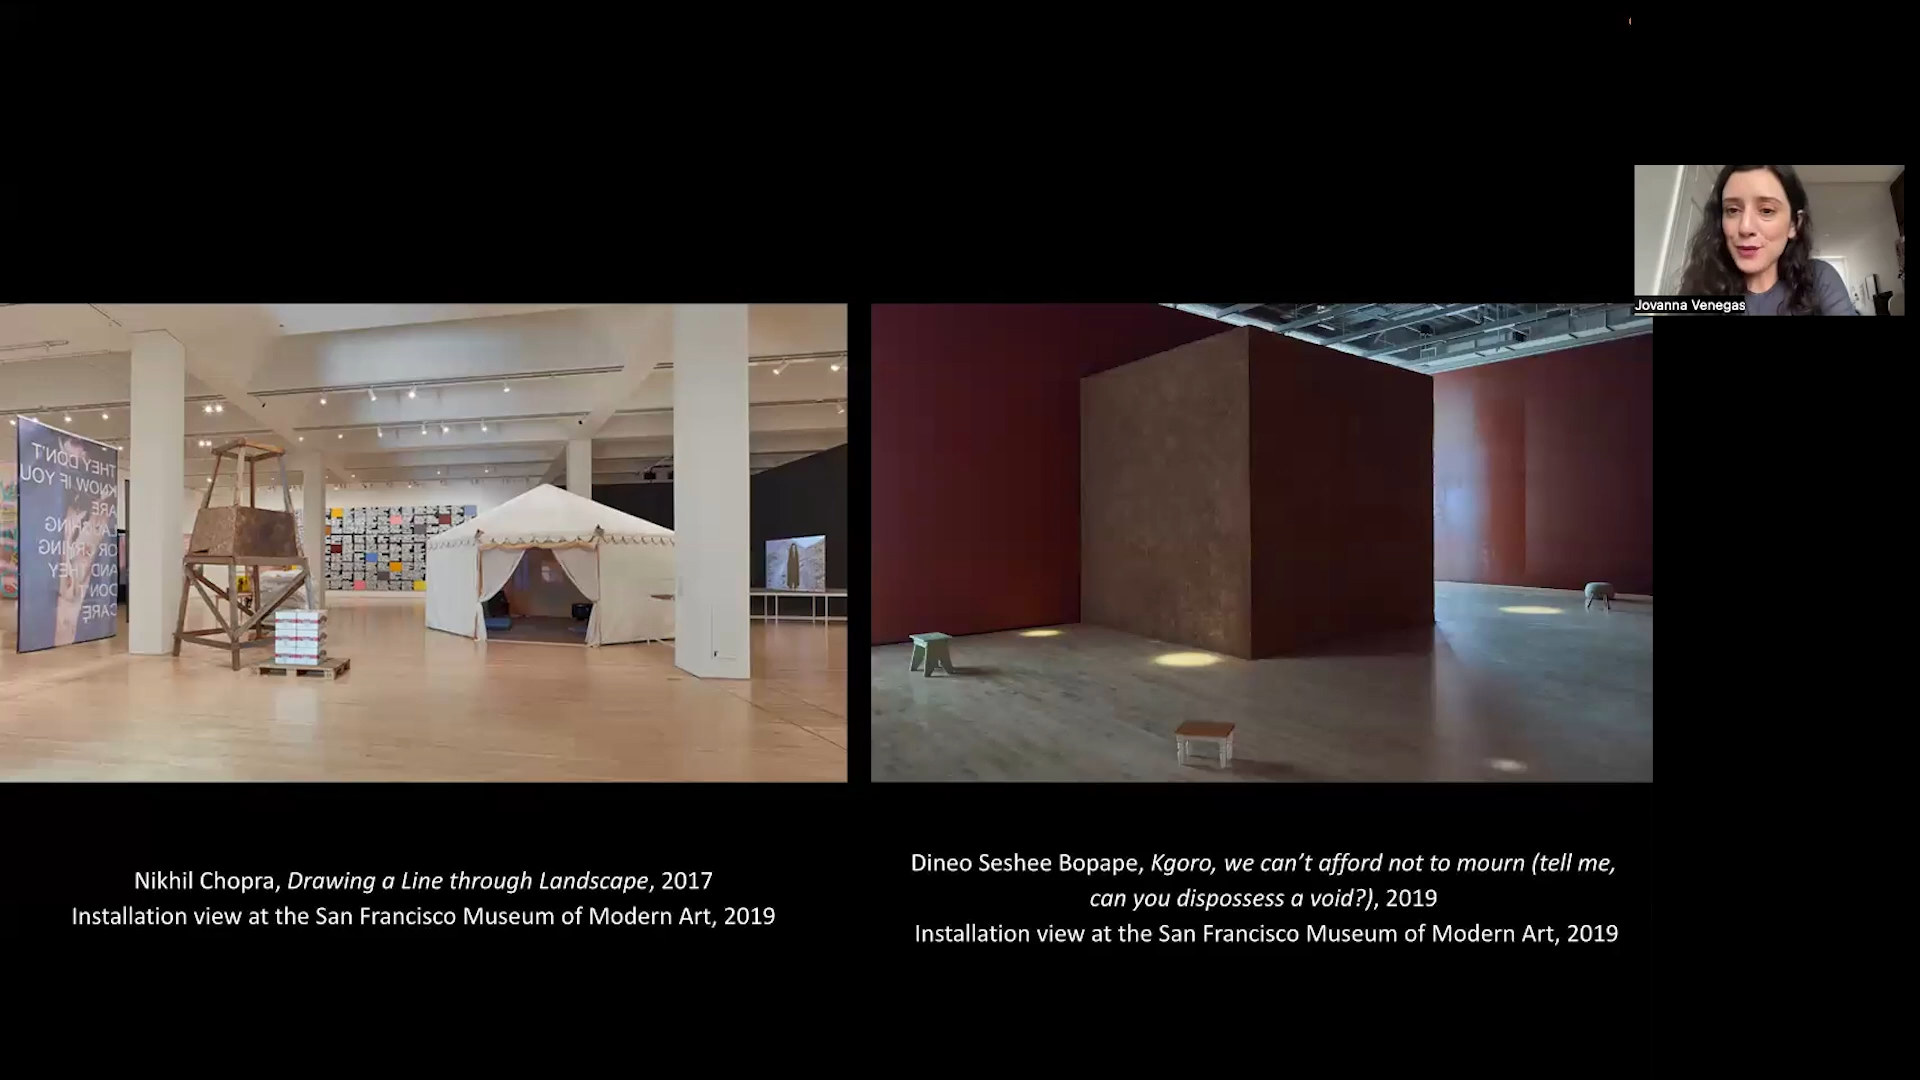 THEY DON'T
KNOW IF YOU
ARE
LAUGHING
OR CRYING
AND THEY
DON'T
CARE
Jovanna Venegas
Nikhil Chopra, Drawing a Line through Landscape, 2017
Installation view at the San Francisco Museum of Modern Art, 2019
Dineo Seshee Bopape, Kgoro, we can’t afford not to mourn (tell me,
can you dispossess a void?), 2019
Installation view at the San Francisco Museum of Modern Art, 2019